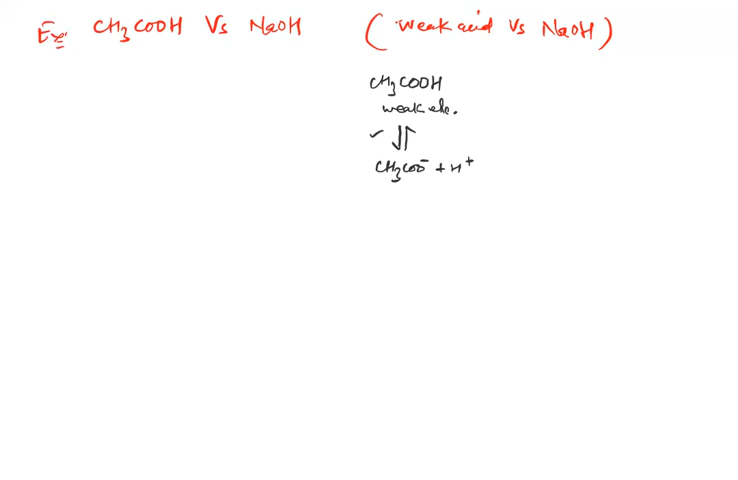 Ex: CH₃COOH Vs NaOH (weak acid vs NaOH)
CH₃COOH
weak ele.
✓ ⇌
CH₃COO⁻ + H⁺